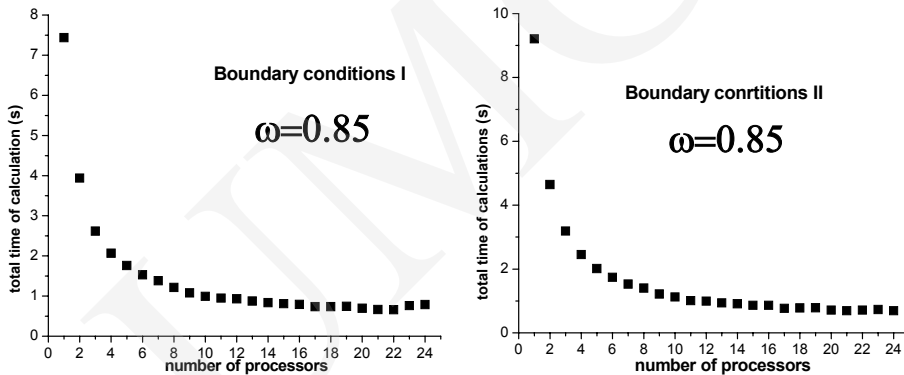 8
7
6
5
4
3
2
1
0
total time of calculation (s)
Boundary conditions I
ω=0.85
0 2 4 6 8 10 12 14 16 18 20 22 24
number of processors
10
8
6
4
2
0
total time of calculations (s)
Boundary conrtitions II
ω=0.85
0 2 4 6 8 10 12 14 16 18 20 22 24
number of processors